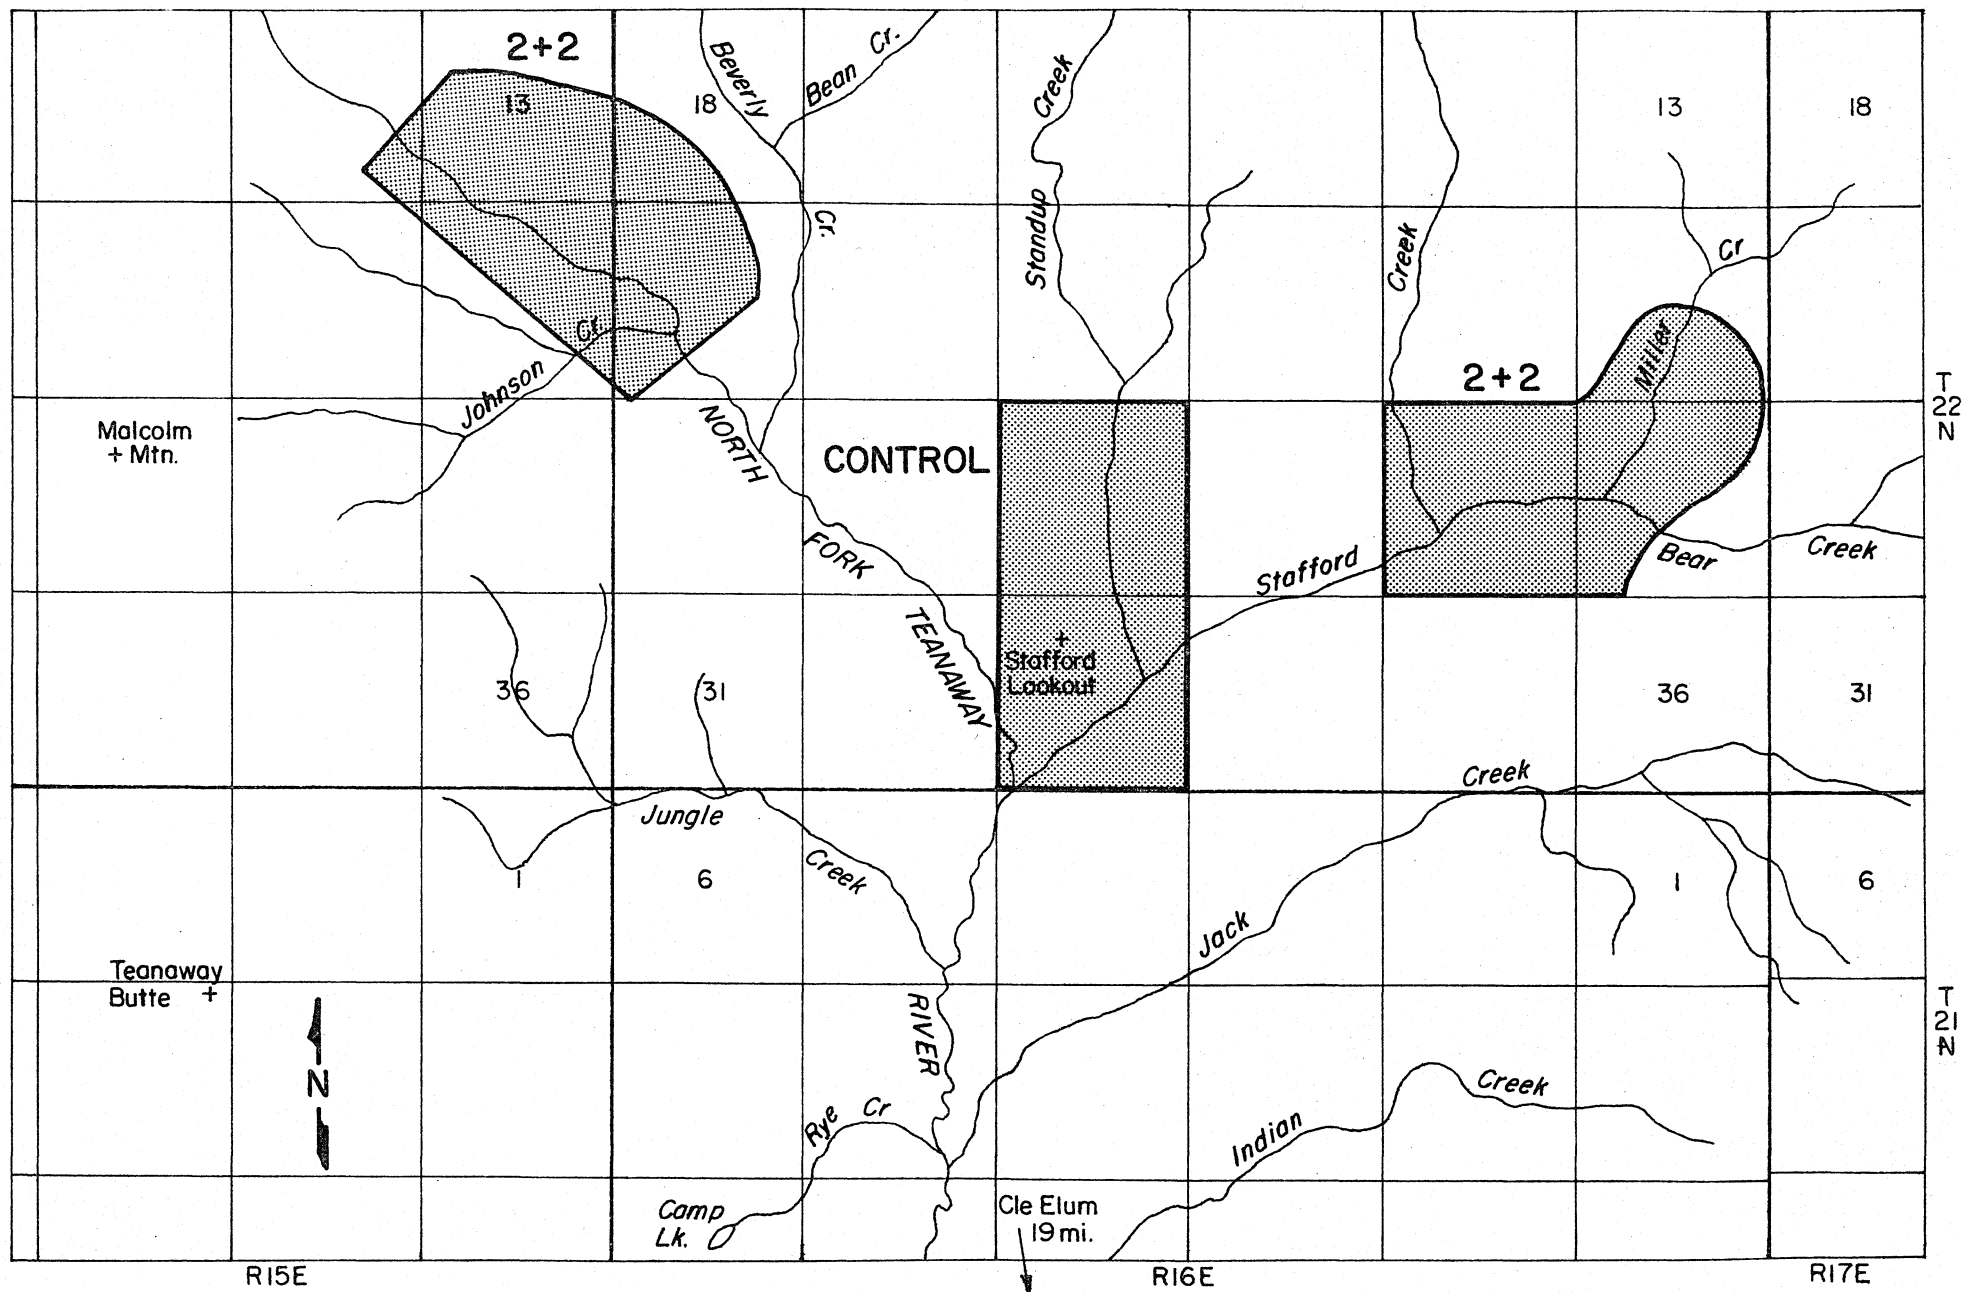 2+2
13
18
Beverly
Cr.
Bean Cr.
Standup Creek
Creek
13
18
Miller Cr
2+2
Johnson Cr.
Malcolm
+ Mtn.
T
22
N
CONTROL
NORTH
FORK
TEANAWAY
RIVER
Stafford
Bear Creek
+
Stafford
Lookout
36
31
36
31
Jungle
Creek
Jack Creek
1
6
1
6
Teanaway
Butte +
N
T
21
N
Rye Cr
Indian Creek
Camp
Lk.
Cle Elum
19 mi.
R15E
R16E
R17E